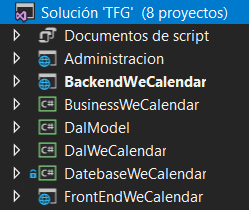 Solución 'TFG' (8 proyectos)
Documentos de script
Administracion
BackendWeCalendar
C# BusinessWeCalendar
C# DalModel
C# DalWeCalendar
C# DatebaseWeCalendar
FrontEndWeCalendar